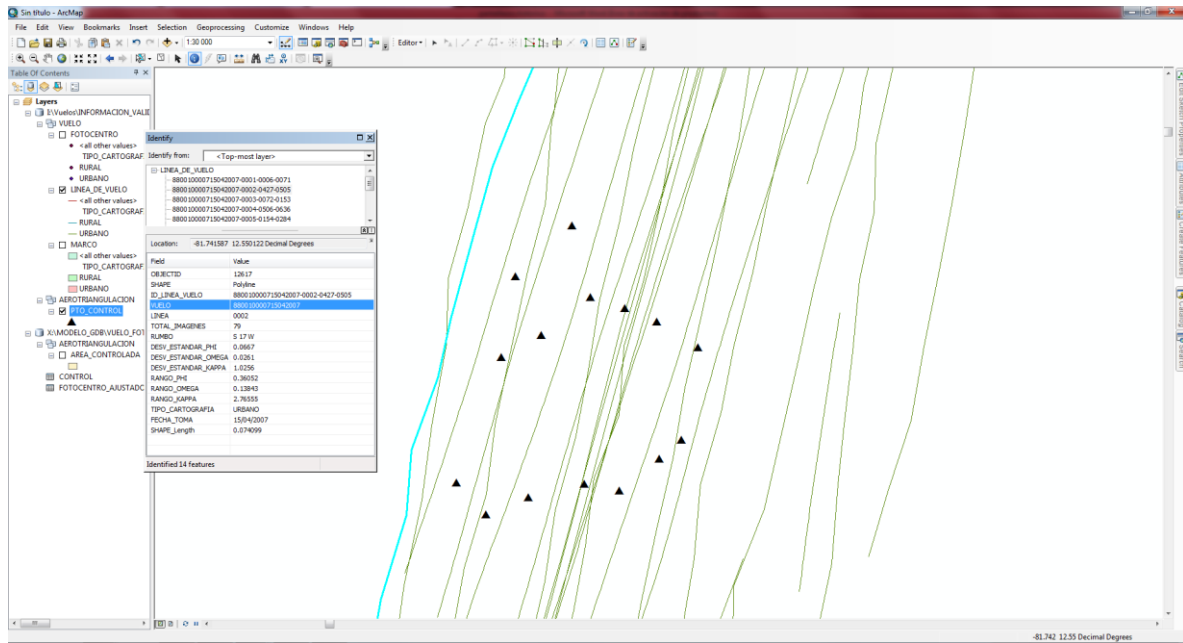 Sin título - ArcMap
File Edit View Bookmarks Insert Selection Geoprocessing Customize Windows Help
1:30 000
Editor
Table Of Contents
Layers
I:\Vuelos\INFORMACION_VALI
VUELO
FOTOCENTRO
<all other values>
TIPO_CARTOGRAF
RURAL
URBANO
LINEA_DE_VUELO
<all other values>
TIPO_CARTOGRAF
RURAL
URBANO
MARCO
<all other values>
TIPO_CARTOGRAF
RURAL
URBANO
AEROTRIANGULACION
PTO_CONTROL
X:\MODELO_GDB\VUELO_FOT
AEROTRIANGULACION
AREA_CONTROLADA
CONTROL
FOTOCENTRO_AJUSTADC
Identify
Identify from: <Top-most layer>
LINEA_DE_VUELO
880010000715042007-0001-0006-0071
880010000715042007-0002-0427-0505
880010000715042007-0003-0072-0153
880010000715042007-0004-0506-0636
880010000715042007-0005-0154-0284
Location: -81.741587 12.550122 Decimal Degrees
Field Value
OBJECTID 12617
SHAPE Polyline
ID_LINEA_VUELO 880010000715042007-0002-0427-0505
VUELO 880010000715042007
LINEA 0002
TOTAL_IMAGENES 79
RUMBO S 17 W
DESV_ESTANDAR_PHI 0.0667
DESV_ESTANDAR_OMEGA 0.0261
DESV_ESTANDAR_KAPPA 1.0256
RANGO_PHI 0.36052
RANGO_OMEGA 0.13843
RANGO_KAPPA 2.76555
TIPO_CARTOGRAFIA URBANO
FECHA_TOMA 15/04/2007
SHAPE_Length 0.074099
Identified 14 features
Attributes
Create Features
Catalog
Search
-81.742 12.55 Decimal Degrees